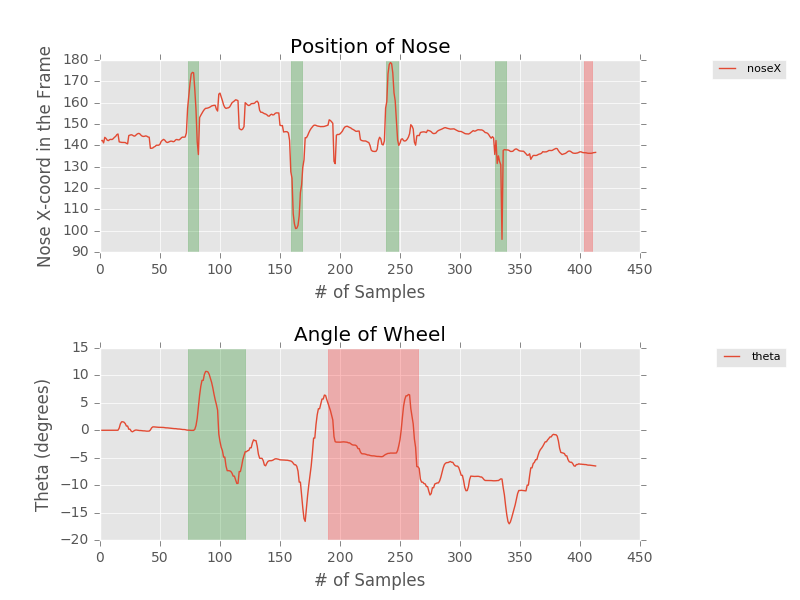 Position of Nose
noseX
Nose X-coord in the Frame
180
170
160
150
140
130
120
110
100
90
0 50 100 150 200 250 300 350 400 450
# of Samples
Angle of Wheel
theta
Theta (degrees)
15
10
5
0
−5
−10
−15
−20
0 50 100 150 200 250 300 350 400 450
# of Samples